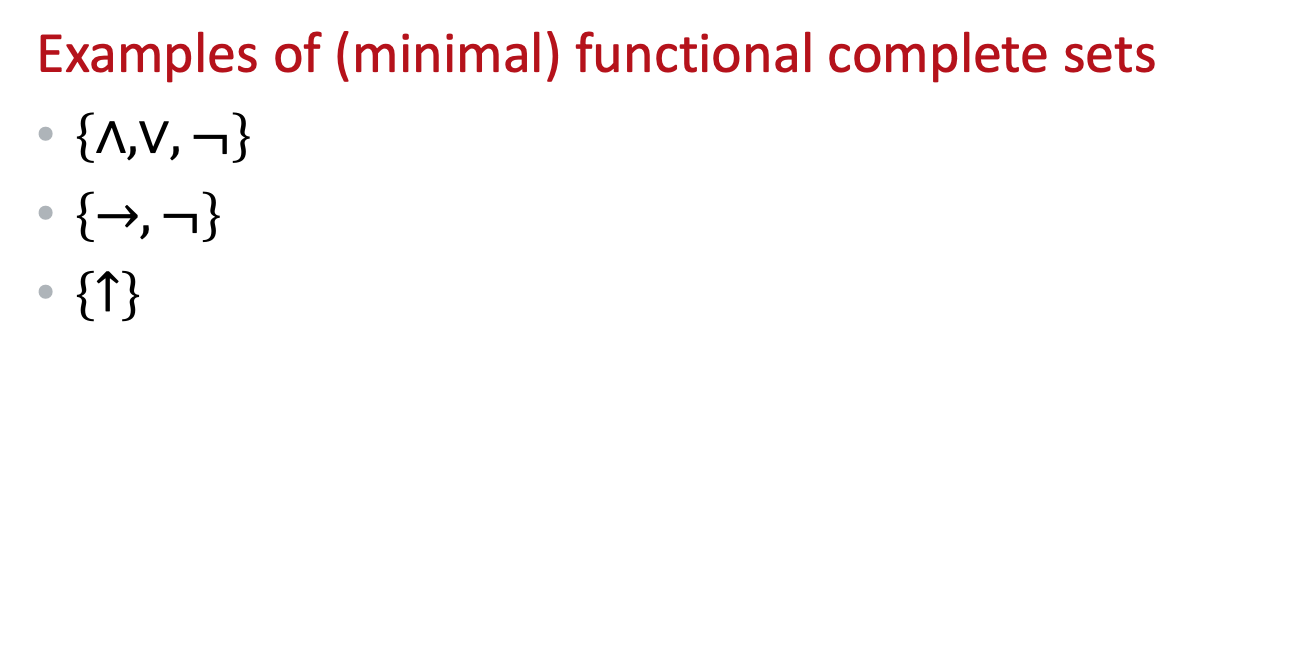 Examples of (minimal) functional complete sets
• {∧,∨, ¬}
• {→, ¬}
• {↑}